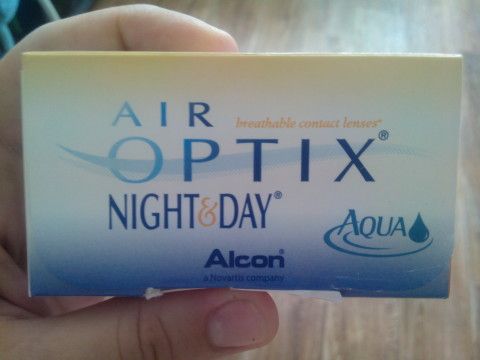 AIR
breathable contact lenses®
OPTIX®
NIGHT&DAY®
AQUA
Alcon®
a Novartis company